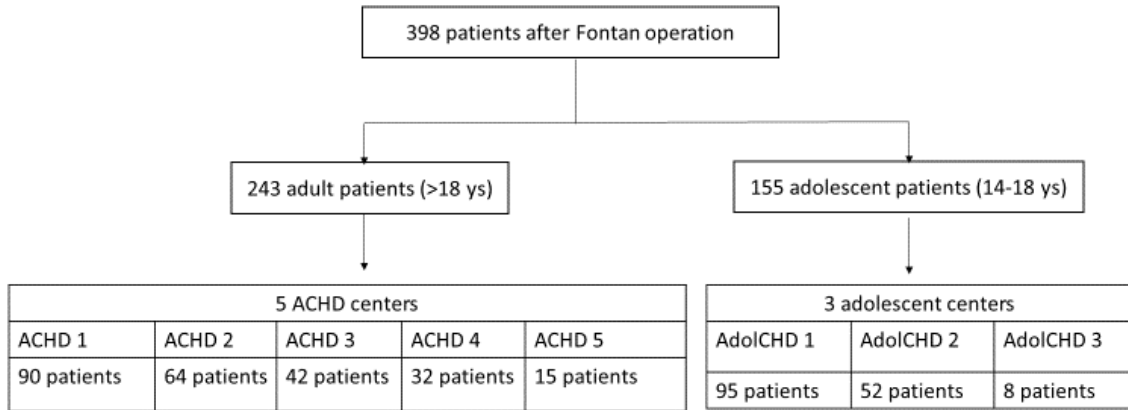 398 patients after Fontan operation
243 adult patients (>18 ys)
155 adolescent patients (14-18 ys)
5 ACHD centers
ACHD 1 ACHD 2 ACHD 3 ACHD 4 ACHD 5
90 patients 64 patients 42 patients 32 patients 15 patients
3 adolescent centers
AdolCHD 1 AdolCHD 2 AdolCHD 3
95 patients 52 patients 8 patients